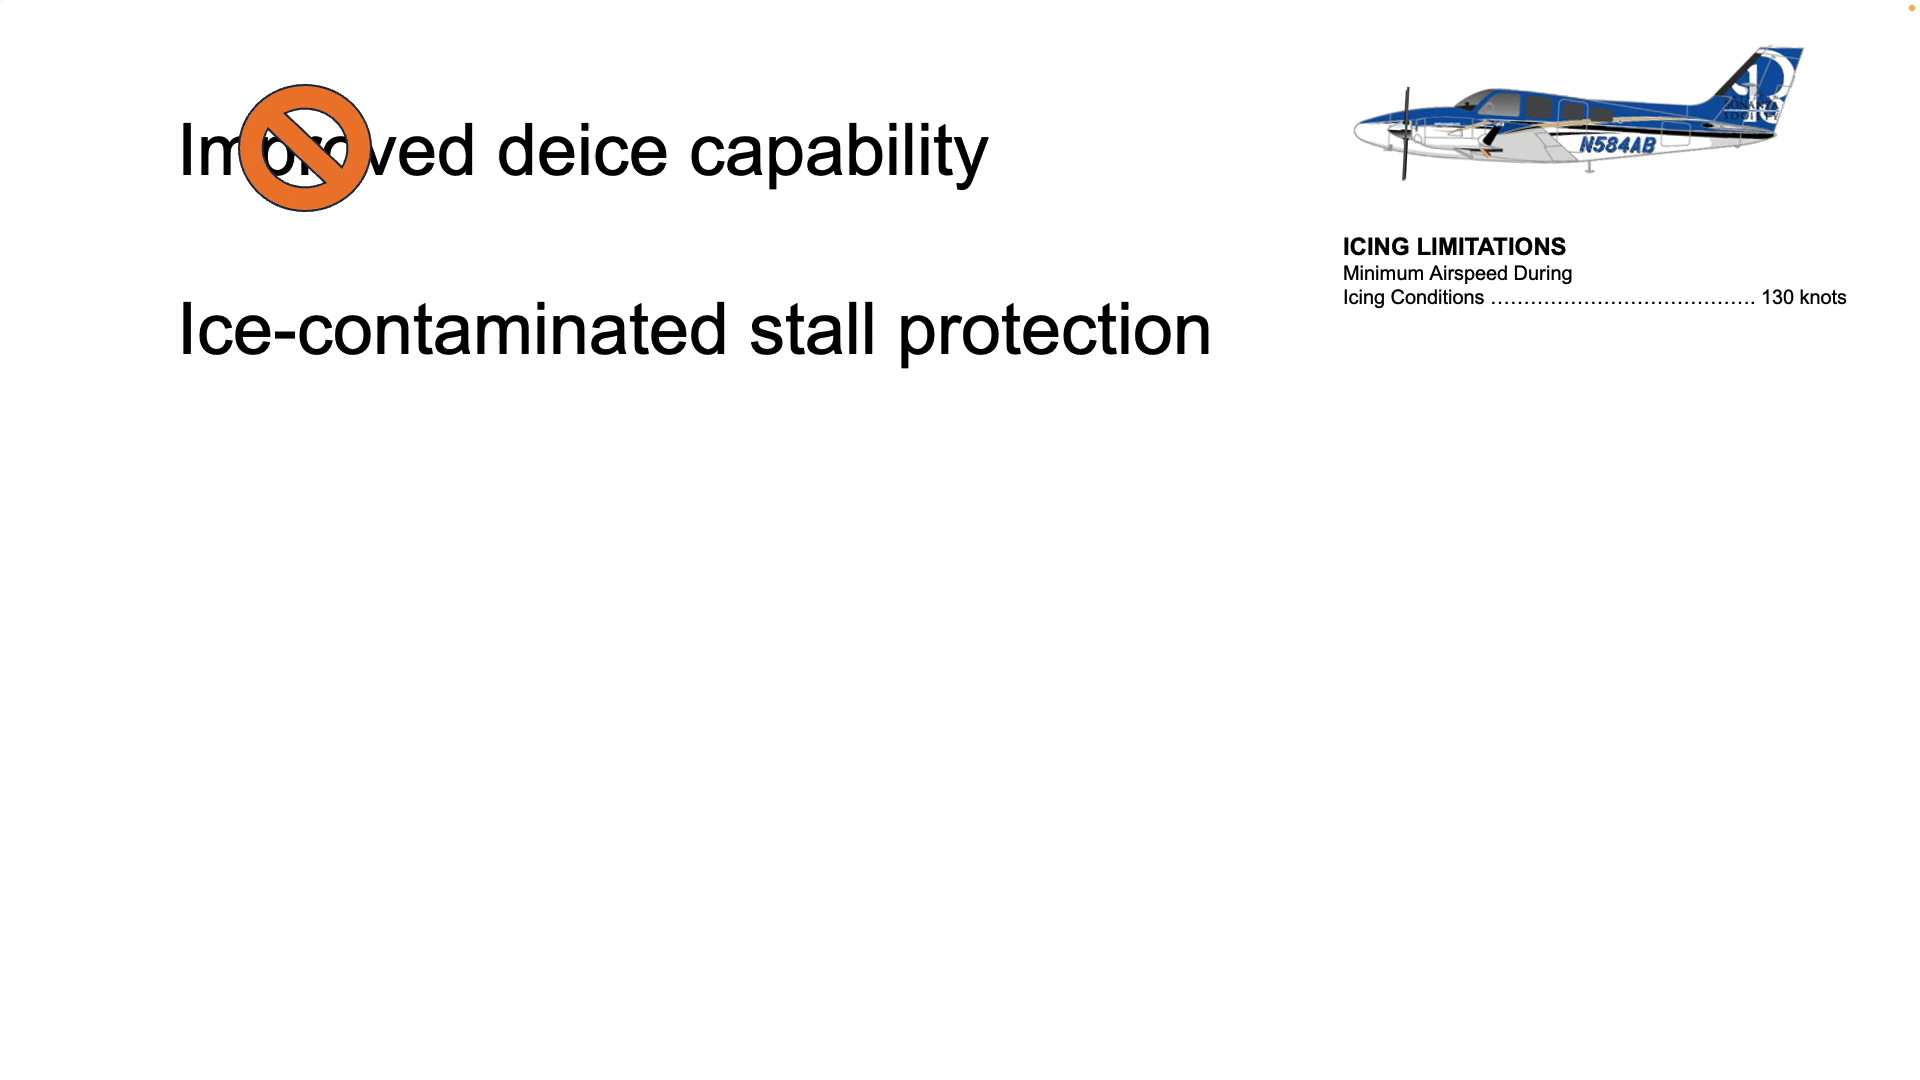 Improved deice capability
Ice-contaminated stall protection
N584AB
ICING LIMITATIONS
Minimum Airspeed During
Icing Conditions ………………………………… 130 knots